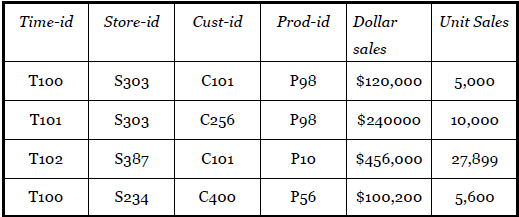 Time-id Store-id Cust-id Prod-id Dollar sales Unit Sales
T100 S303 C101 P98 $120,000 5,000
T101 S303 C256 P98 $240000 10,000
T102 S387 C101 P10 $456,000 27,899
T100 S234 C400 P56 $100,200 5,600